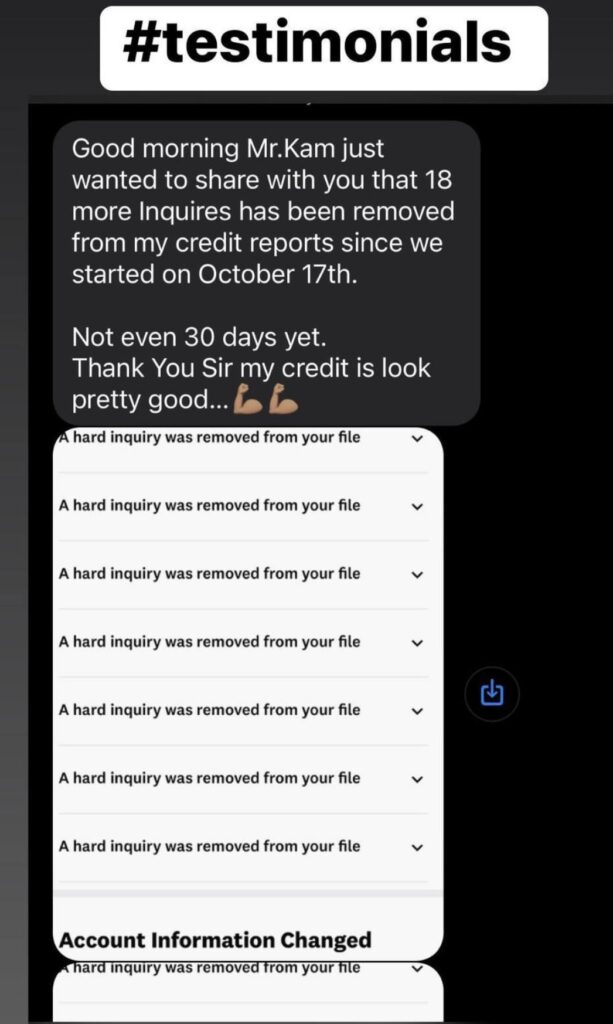 #testimonials
Good morning Mr.Kam just
wanted to share with you that 18
more Inquires has been removed
from my credit reports since we
started on October 17th.
Not even 30 days yet.
Thank You Sir my credit is look
pretty good...💪🏽💪🏽
A hard inquiry was removed from your file
A hard inquiry was removed from your file
A hard inquiry was removed from your file
A hard inquiry was removed from your file
A hard inquiry was removed from your file
A hard inquiry was removed from your file
A hard inquiry was removed from your file
Account Information Changed
A hard inquiry was removed from your file